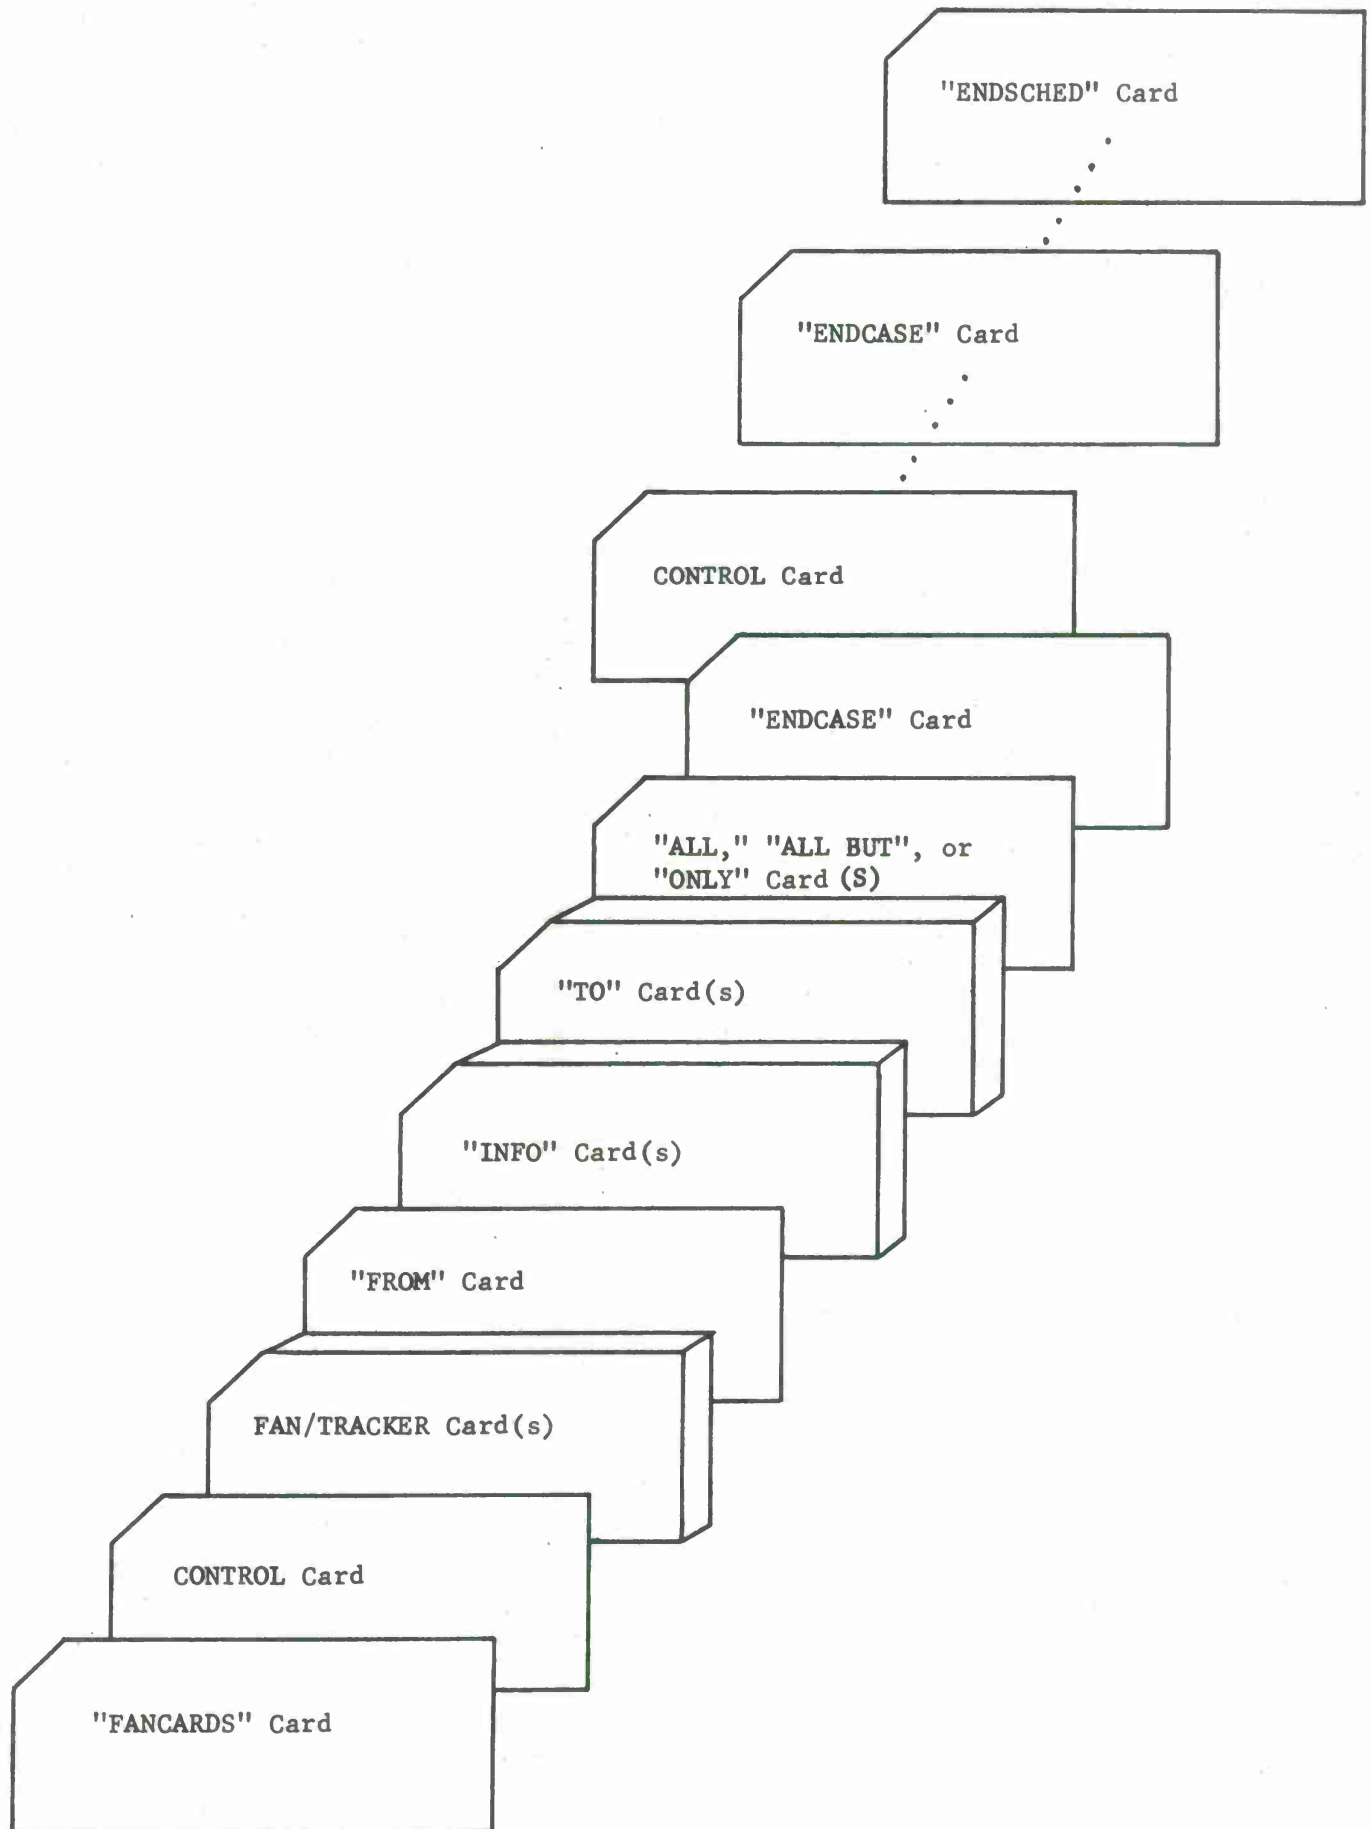 "ENDSCHED" Card
"ENDCASE" Card
CONTROL Card
"ENDCASE" Card
"ALL," "ALL BUT", or
"ONLY" Card (S)
"TO" Card(s)
"INFO" Card(s)
"FROM" Card
FAN/TRACKER Card(s)
CONTROL Card
"FANCARDS" Card